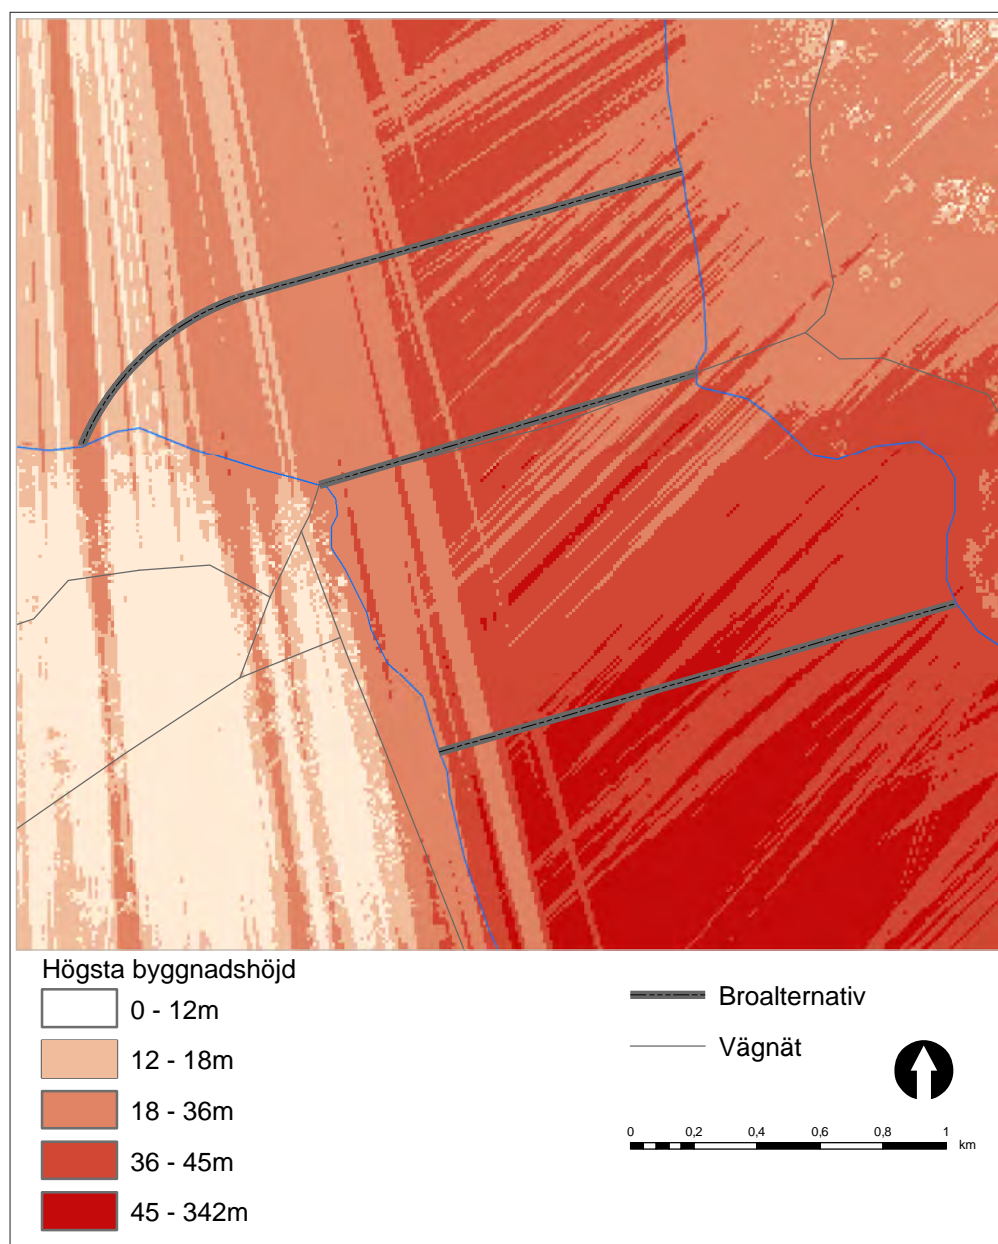 Högsta byggnadshöjd
0 - 12m
12 - 18m
18 - 36m
36 - 45m
45 - 342m
Broalternativ
Vägnät
0 0,2 0,4 0,6 0,8 1
km